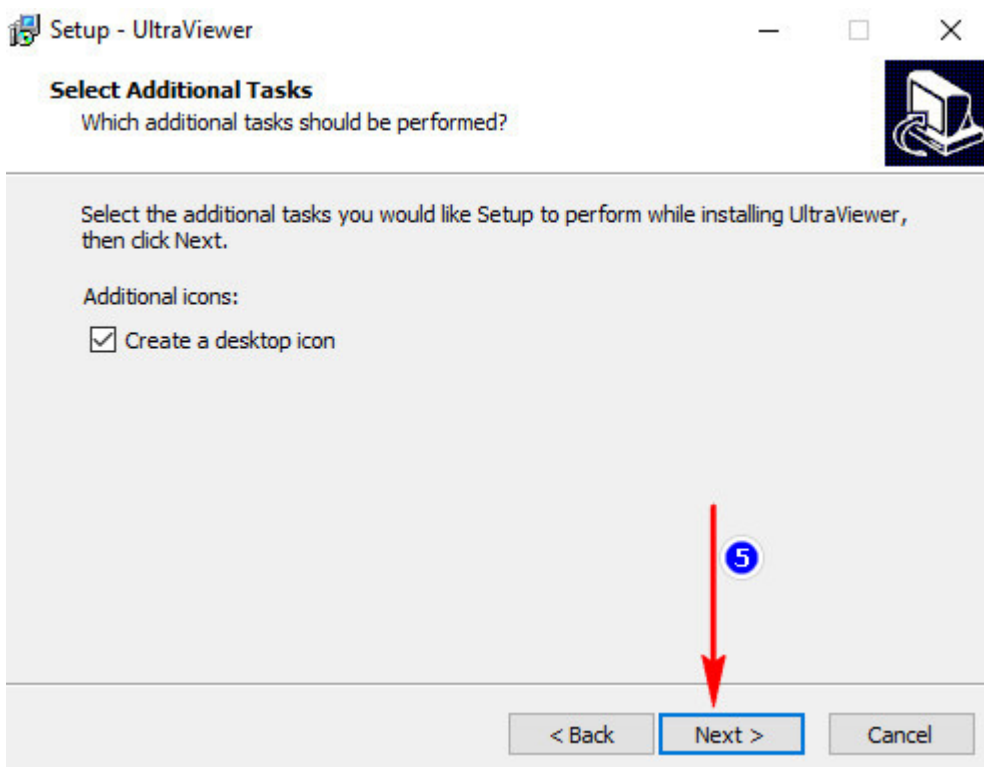 Setup - UltraViewer
Select Additional Tasks
Which additional tasks should be performed?
Select the additional tasks you would like Setup to perform while installing UltraViewer,
then click Next.
Additional icons:
Create a desktop icon
5
< Back
Next >
Cancel